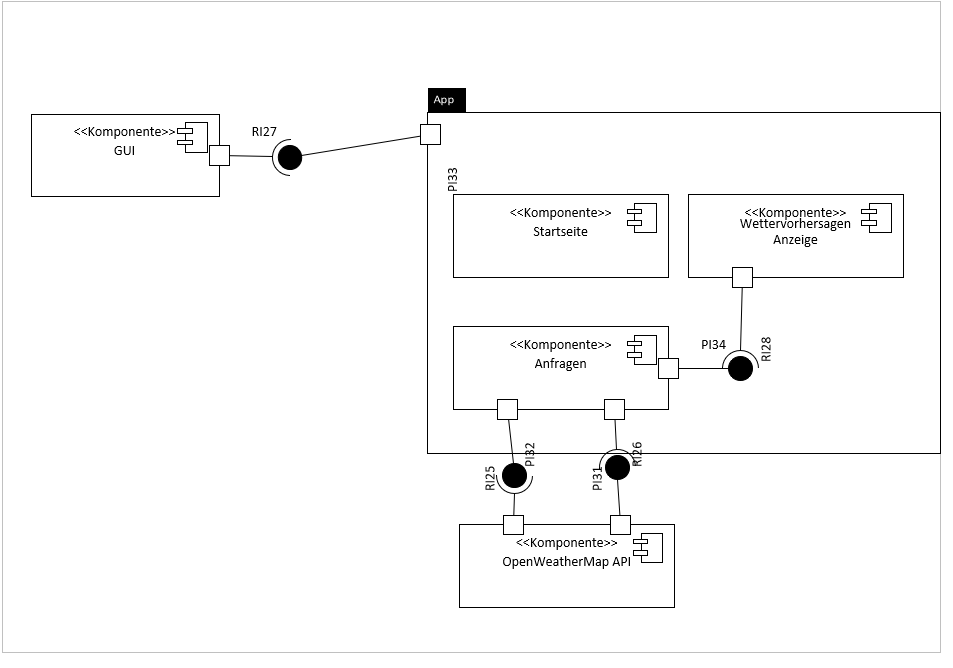 App
<<Komponente>>
GUI
RI27
PI33
<<Komponente>>
Startseite
<<Komponente>>
Wettervorhersagen
Anzeige
<<Komponente>>
Anfragen
PI34
RI28
RI25
PI32
PI31
RI26
<<Komponente>>
OpenWeatherMap API